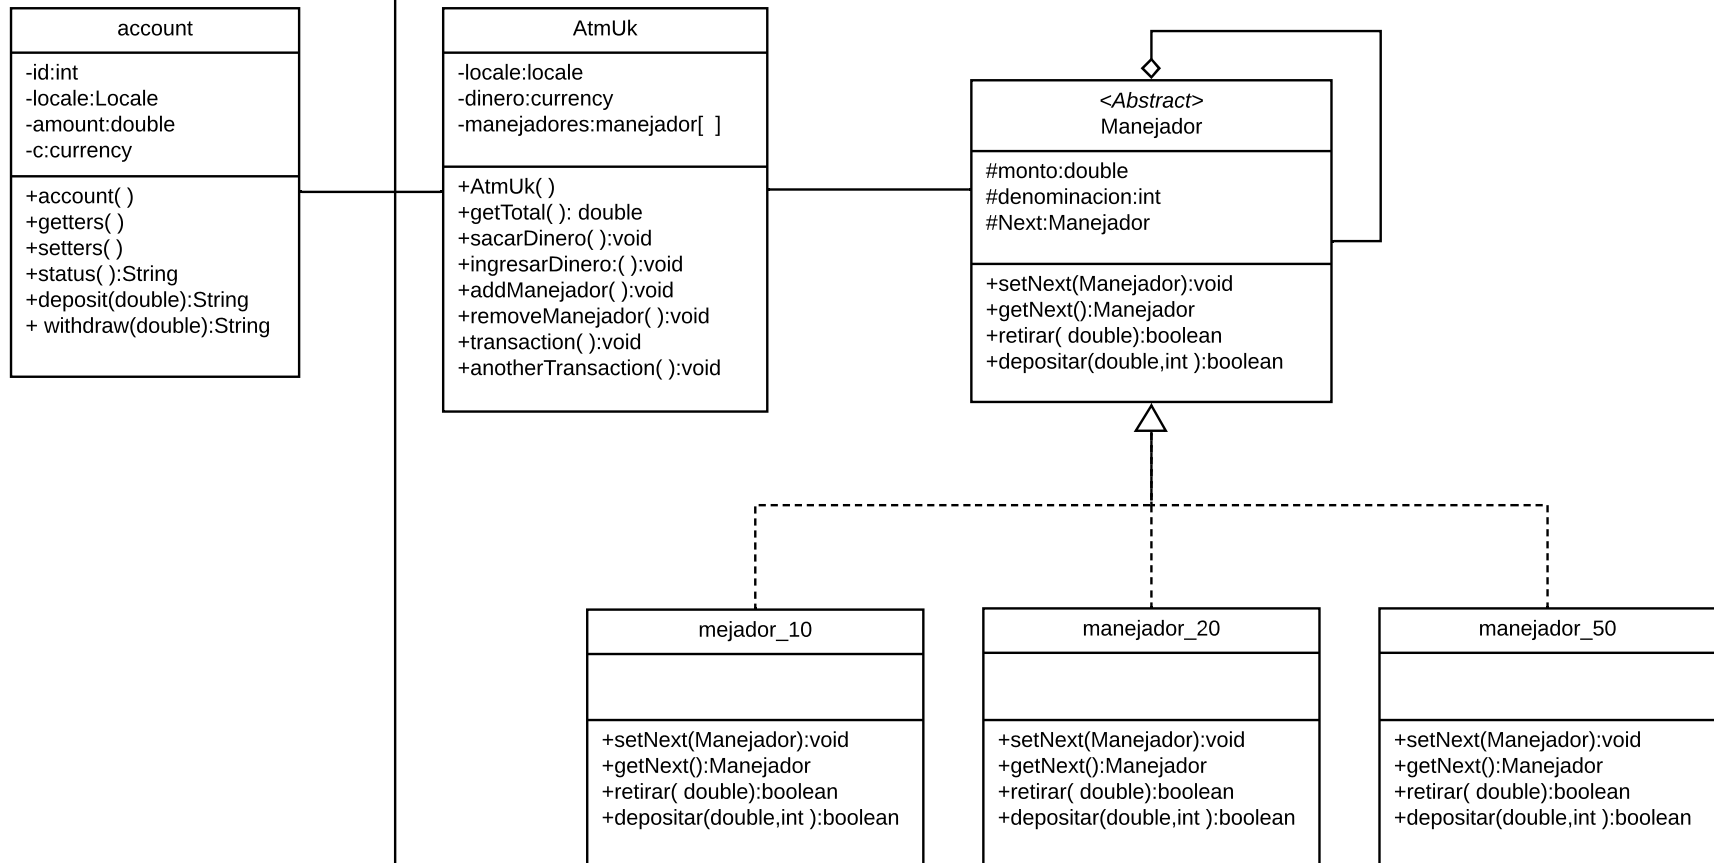 account
-id:int
-locale:Locale
-amount:double
-c:currency
+account( )
+getters( )
+setters( )
+status( ):String
+deposit(double):String
+ withdraw(double):String
AtmUk
-locale:locale
-dinero:currency
-manejadores:manejador[  ]
+AtmUk( )
+getTotal( ): double
+sacarDinero( ):void
+ingresarDinero:( ):void
+addManejador( ):void
+removeManejador( ):void
+transaction( ):void
+anotherTransaction( ):void
<Abstract>
Manejador
#monto:double
#denominacion:int
#Next:Manejador
+setNext(Manejador):void
+getNext():Manejador
+retirar( double):boolean
+depositar(double,int ):boolean
mejador_10
+setNext(Manejador):void
+getNext():Manejador
+retirar( double):boolean
+depositar(double,int ):boolean
manejador_20
+setNext(Manejador):void
+getNext():Manejador
+retirar( double):boolean
+depositar(double,int ):boolean
manejador_50
+setNext(Manejador):void
+getNext():Manejador
+retirar( double):boolean
+depositar(double,int ):boolean